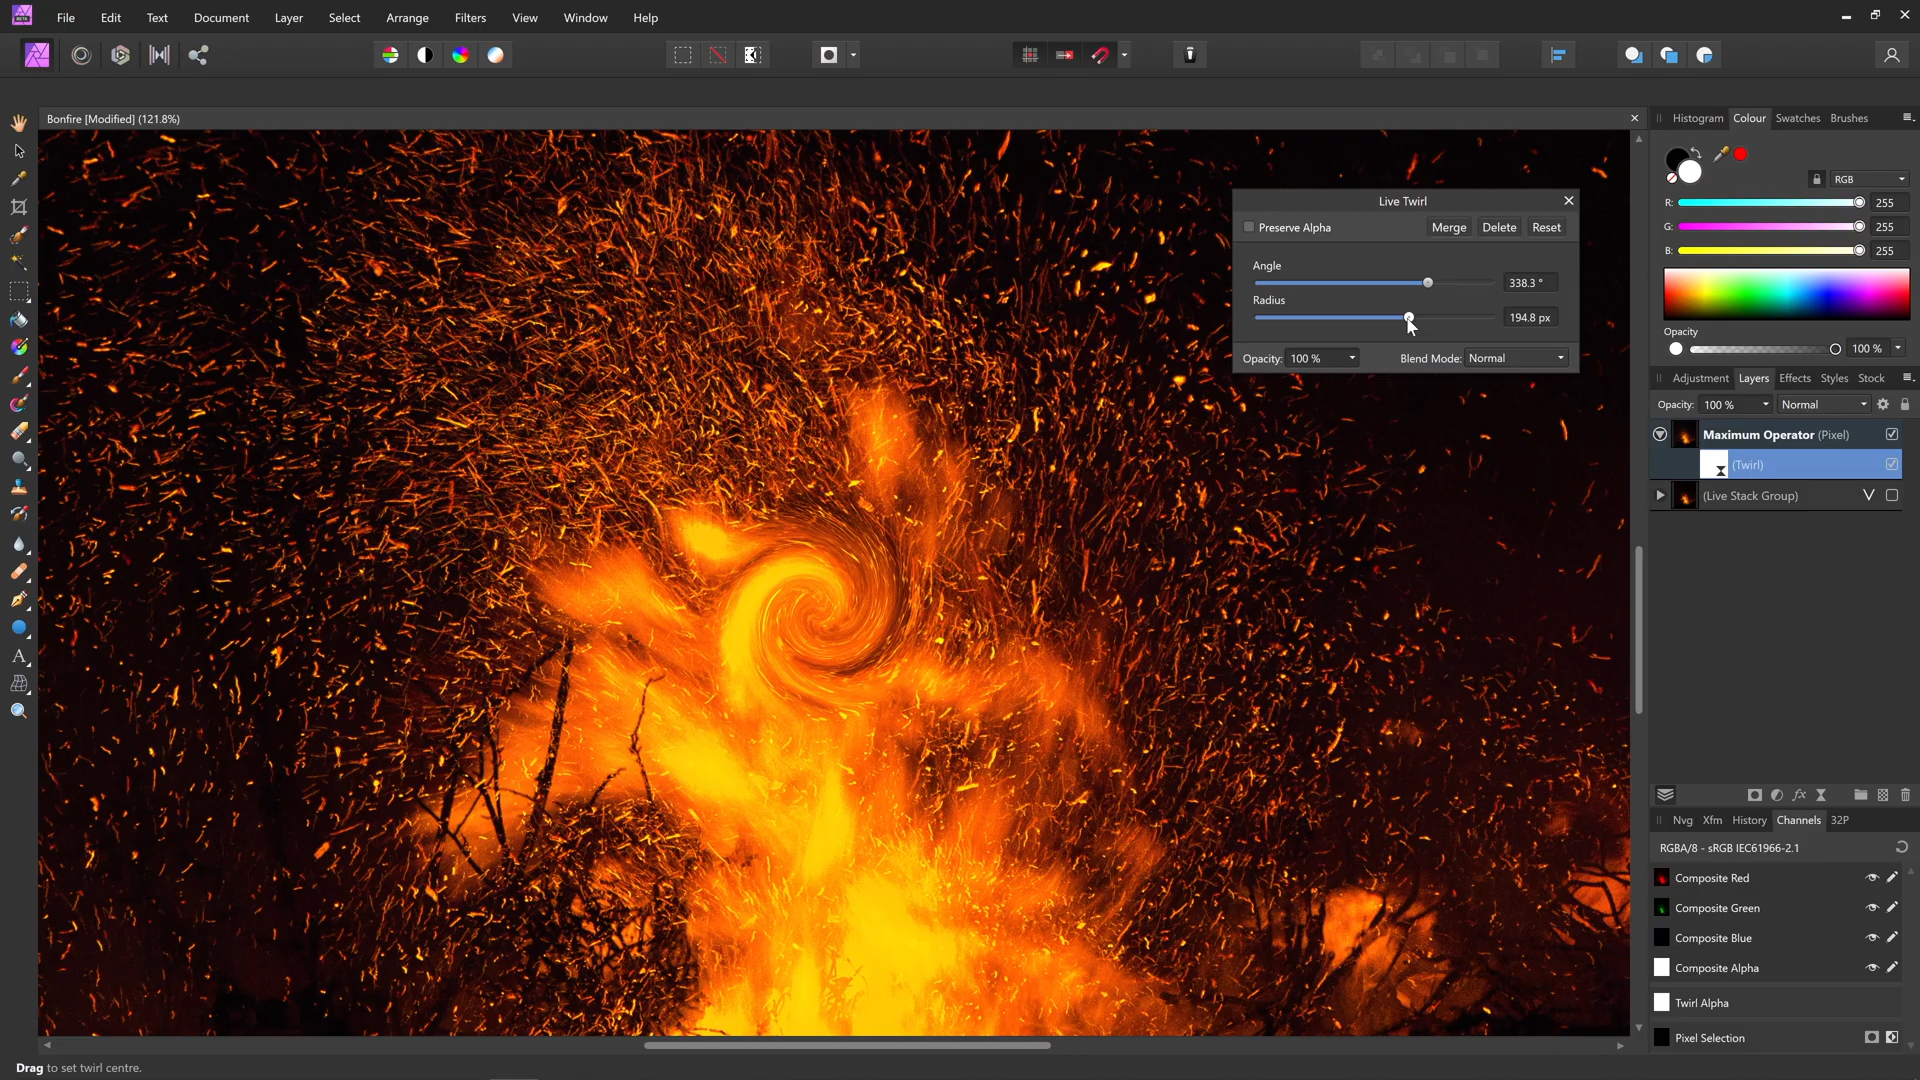 File Edit Text Document Layer Select Arrange Filters View Window Help
Bonfire [Modified] (121.8%)
Histogram Colour Swatches Brushes
RGB
R: 255
G: 255
B: 255
Opacity
100 %
Live Twirl
Preserve Alpha Merge Delete Reset
Angle
338.3 °
Radius
194.8 px
Opacity: 100 % Blend Mode: Normal
Adjustment Layers Effects Styles Stock
Opacity: 100 % Normal
Maximum Operator (Pixel)
(Twirl)
(Live Stack Group)
Nvg Xfm History Channels 32P
RGBA/8 - sRGB IEC61966-2.1
Composite Red
Composite Green
Composite Blue
Composite Alpha
Twirl Alpha
Pixel Selection
Drag to set twirl centre.